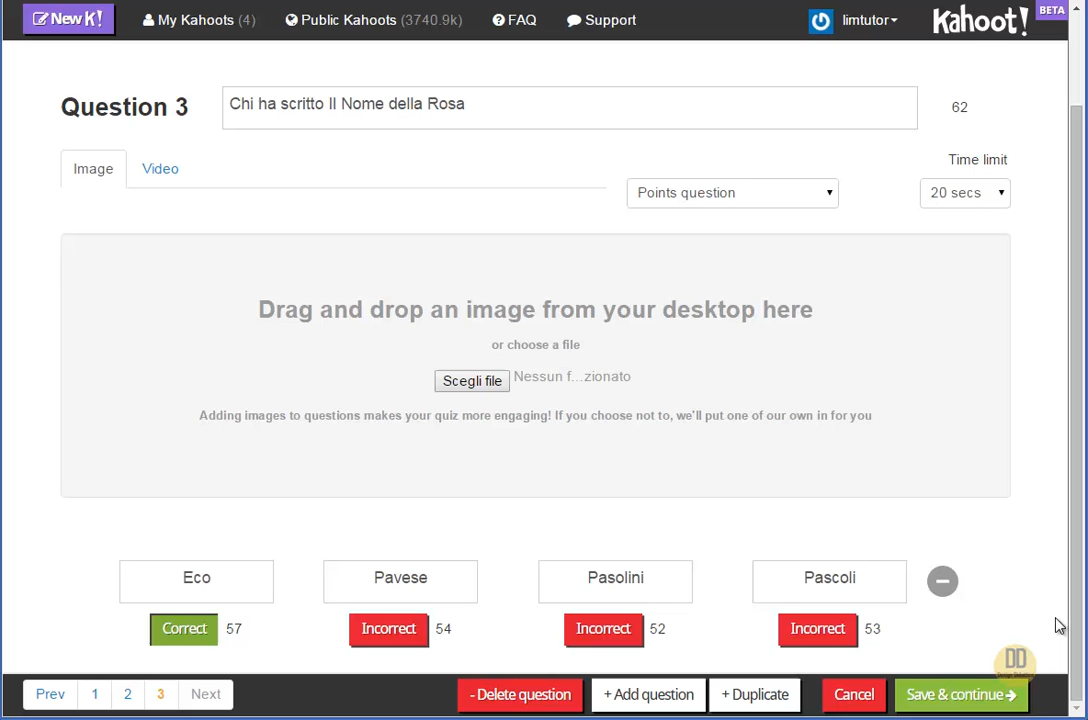 New K! My Kahoots (4) Public Kahoots (3740.9k) FAQ Support limtutor Kahoot! BETA
Question 3 Chi ha scritto Il Nome della Rosa 62
Time limit
Image Video
Points question 20 secs
Drag and drop an image from your desktop here
or choose a file
Scegli file Nessun f...zionato
Adding images to questions makes your quiz more engaging! If you choose not to, we'll put one of our own in for you
Eco Pavese Pasolini Pascoli
Correct 57 Incorrect 54 Incorrect 52 Incorrect 53
DD
Prev 1 2 3 Next - Delete question + Add question + Duplicate Cancel Save & continue